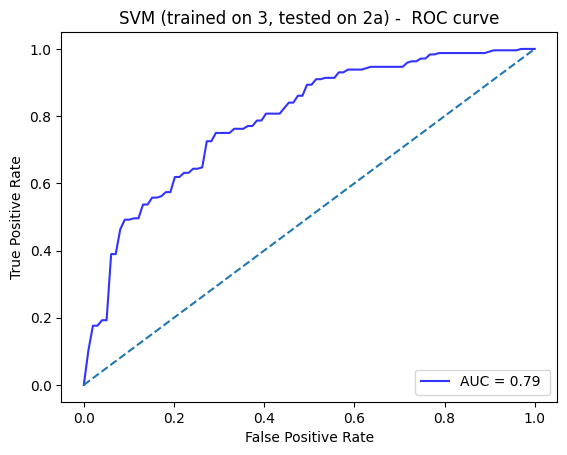 SVM (trained on 3, tested on 2a) -  ROC curve
1.0
0.8
0.6
0.4
0.2
0.0
True Positive Rate
AUC = 0.79
0.0 0.2 0.4 0.6 0.8 1.0
False Positive Rate